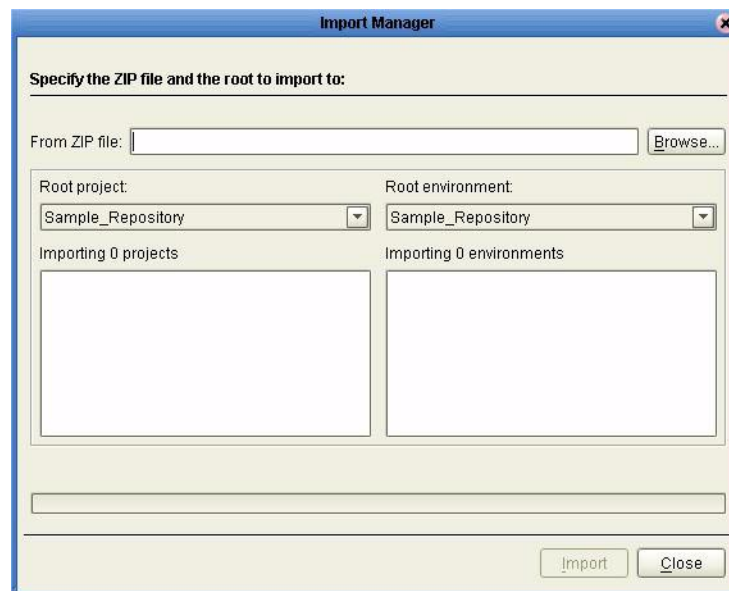 Import Manager
Specify the ZIP file and the root to import to:
From ZIP file:
Browse...
Root project:
Root environment:
Sample_Repository
Sample_Repository
Importing 0 projects
Importing 0 environments
Import
Close